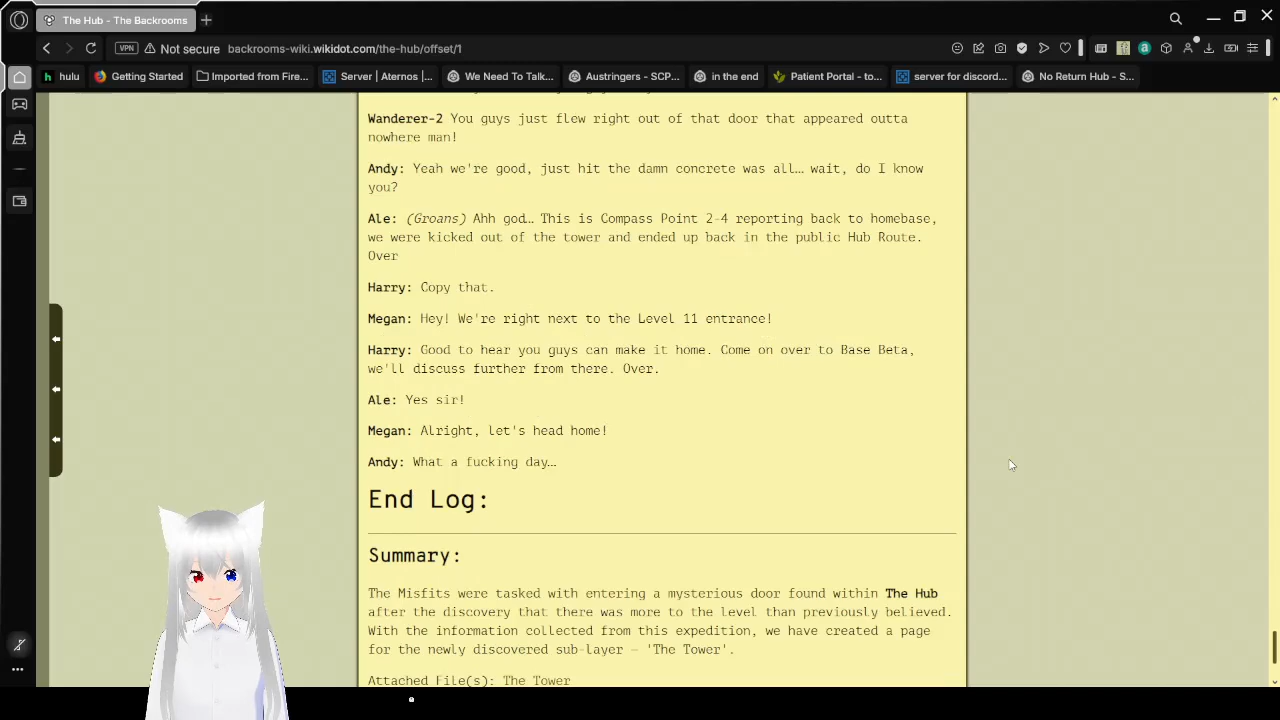 The Hub - The Backrooms
VPN Not secure backrooms-wiki.wikidot.com/the-hub/offset/1
hulu Getting Started Imported from Fire... Server | Aternos |... We Need To Talk... Austringers - SCP... in the end Patient Portal - to... server for discord... No Return Hub - S...
Wanderer-2 You guys just flew right out of that door that appeared outta
nowhere man!
Andy: Yeah we're good, just hit the damn concrete was all… wait, do I know
you?
Ale: (Groans) Ahh god… This is Compass Point 2-4 reporting back to homebase,
we were kicked out of the tower and ended up back in the public Hub Route.
Over
Harry: Copy that.
Megan: Hey! We're right next to the Level 11 entrance!
Harry: Good to hear you guys can make it home. Come on over to Base Beta,
we'll discuss further from there. Over.
Ale: Yes sir!
Megan: Alright, let's head home!
Andy: What a fucking day…
End Log:
Summary:
The Misfits were tasked with entering a mysterious door found within The Hub
after the discovery that there was more to the level than previously believed.
With the information collected from this expedition, we have created a page
for the newly discovered sub-layer — 'The Tower'.
Attached File(s): The Tower